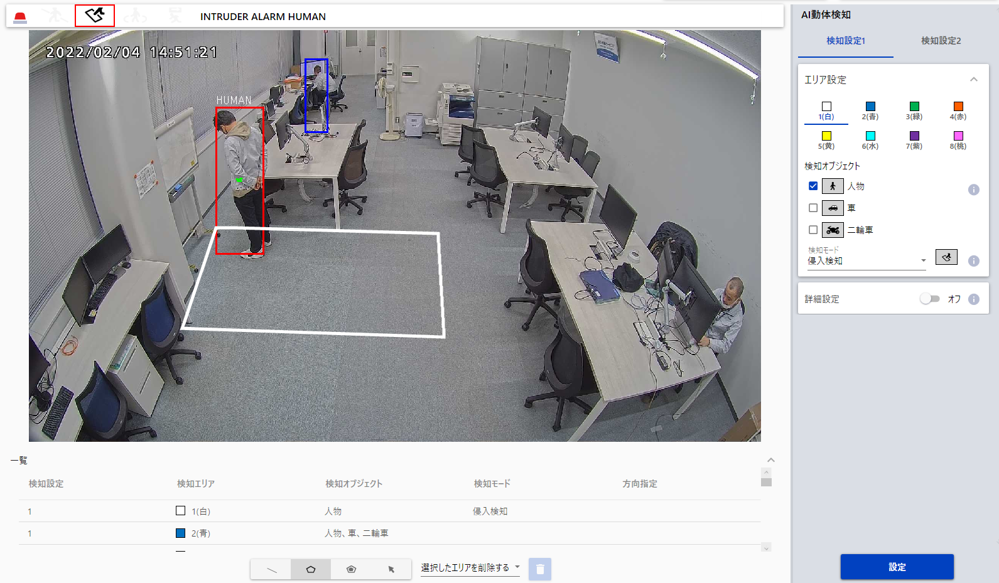 INTRUDER ALARM HUMAN
2022/02/04 14:51:21
HUMAN
一覧
検知設定 検知エリア 検知オブジェクト 検知モード 方向指定
1 1(白) 人物 侵入検知
1 2(青) 人物、車、二輪車
選択したエリアを削除する
AI動体検知
検知設定1 検知設定2
エリア設定
1(白) 2(青) 3(緑) 4(赤)
5(黄) 6(水) 7(紫) 8(桃)
検知オブジェクト
人物
車
二輪車
検知モード
侵入検知
詳細設定 オフ
設定